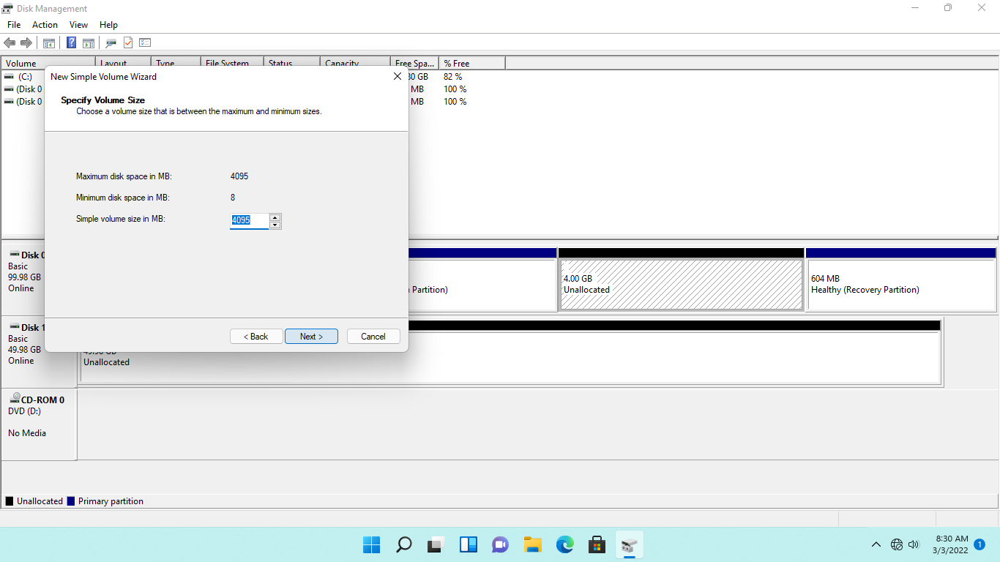 Disk Management
File Action View Help
Volume Layout Type File System Status Capacity Free Spa... % Free
(C:) 30 GB 82 %
(Disk 0 MB 100 %
(Disk 0 MB 100 %
New Simple Volume Wizard
Specify Volume Size
Choose a volume size that is between the maximum and minimum sizes.
Maximum disk space in MB: 4095
Minimum disk space in MB: 8
Simple volume size in MB: 4095
< Back Next > Cancel
Disk 0
Basic
99.98 GB
Online
Partition)
4.00 GB
Unallocated
604 MB
Healthy (Recovery Partition)
Disk 1
Basic
49.98 GB
Online
49.98 GB
Unallocated
CD-ROM 0
DVD (D:)
No Media
Unallocated Primary partition
8:30 AM
3/3/2022
1